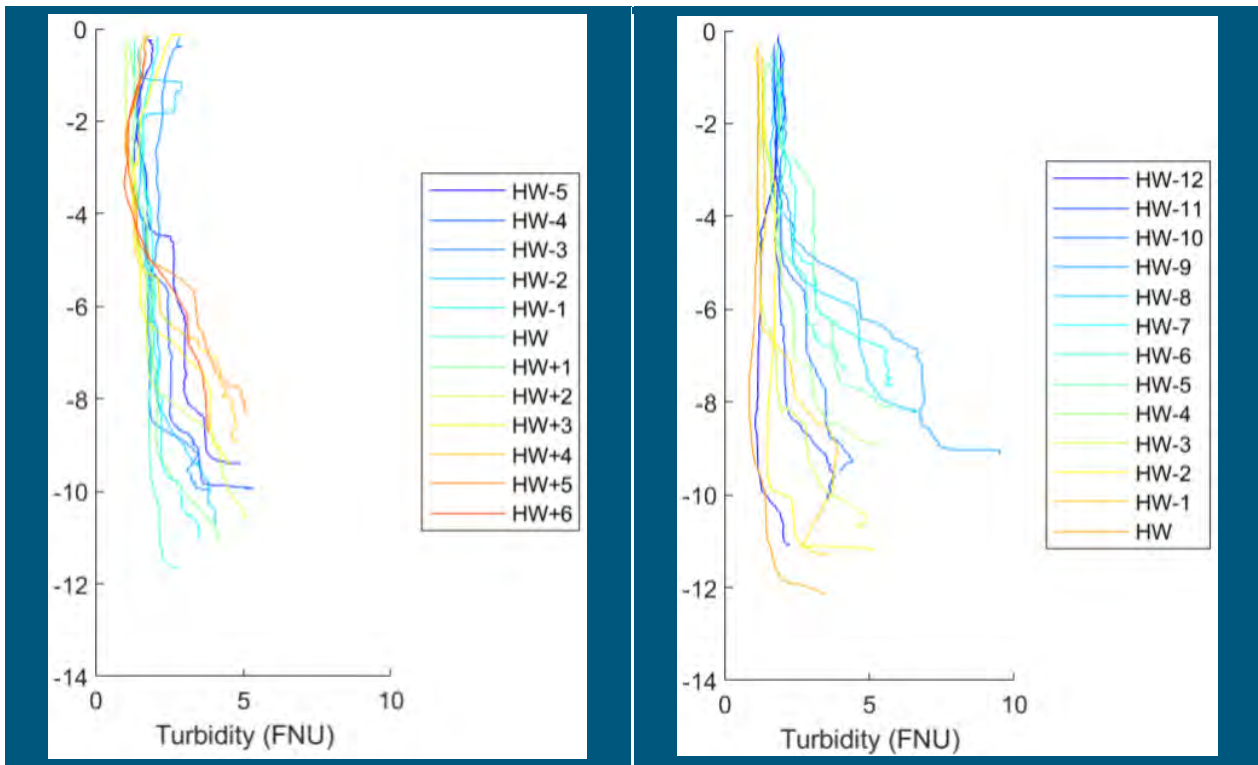 0
-2
-4
-6
-8
-10
-12
-14
0
5
10
Turbidity (FNU)
HW-5
HW-4
HW-3
HW-2
HW-1
HW
HW+1
HW+2
HW+3
HW+4
HW+5
HW+6
0
-2
-4
-6
-8
-10
-12
-14
0
5
10
Turbidity (FNU)
HW-12
HW-11
HW-10
HW-9
HW-8
HW-7
HW-6
HW-5
HW-4
HW-3
HW-2
HW-1
HW